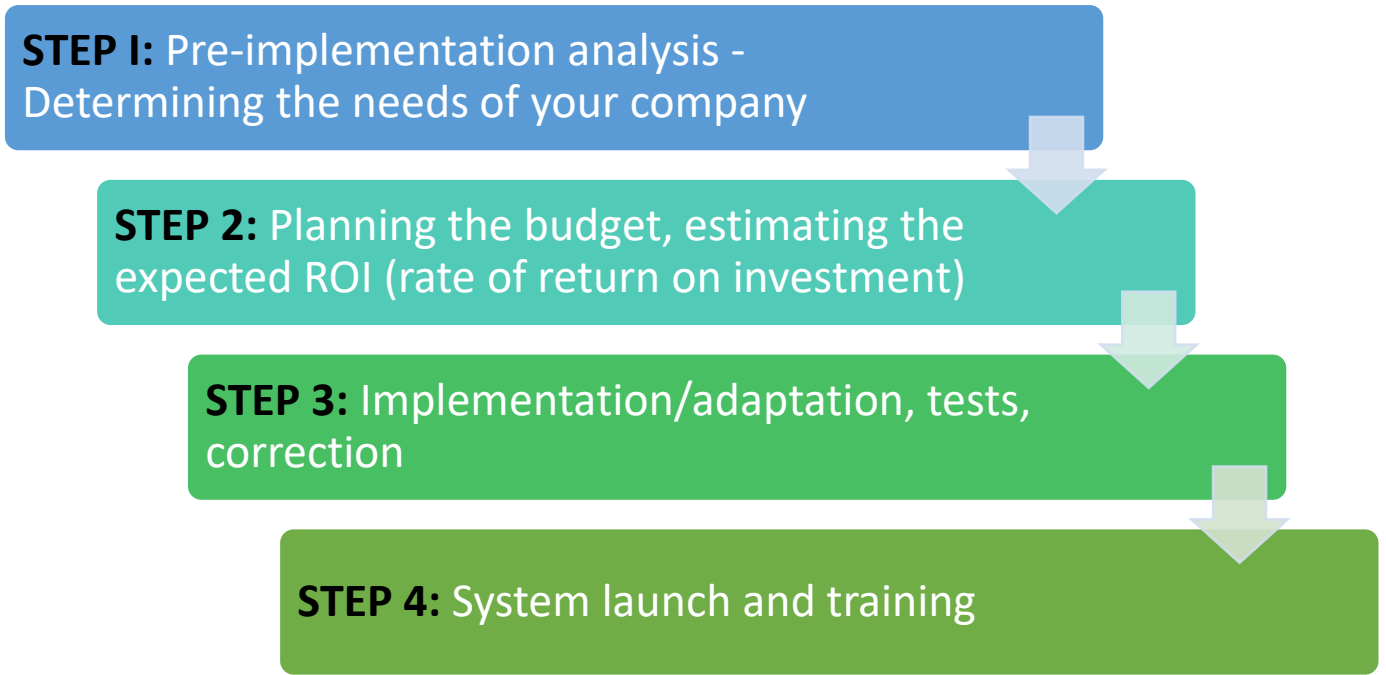 STEP I: Pre-implementation analysis -
Determining the needs of your company
STEP 2: Planning the budget, estimating the
expected ROI (rate of return on investment)
STEP 3: Implementation/adaptation, tests,
correction
STEP 4: System launch and training